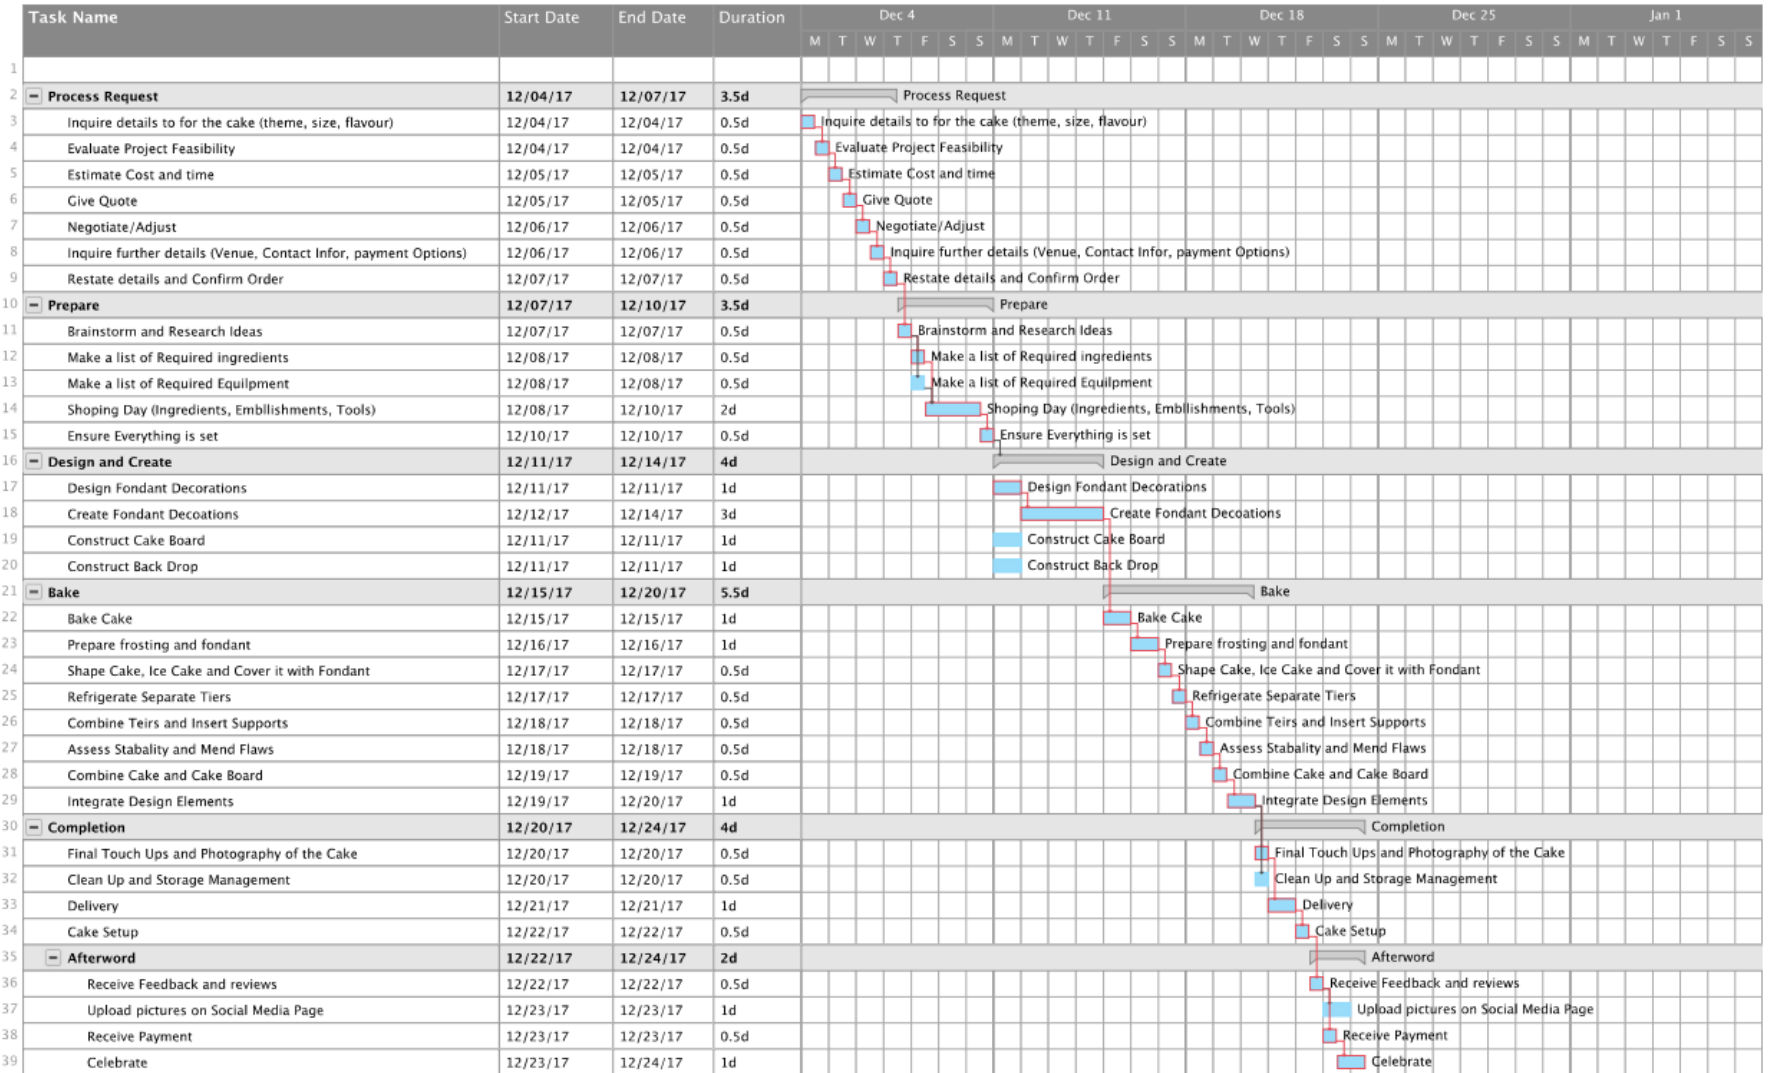 Task Name Start Date End Date Duration Dec 4 Dec 11 Dec 18 Dec 25 Jan 1
M T W T F S S M T W T F S S M T W T F S S M T W T F S S M T W T F S S
1
2 Process Request 12/04/17 12/07/17 3.5d Process Request
3 Inquire details to for the cake (theme, size, flavour) 12/04/17 12/04/17 0.5d Inquire details to for the cake (theme, size, flavour)
4 Evaluate Project Feasibility 12/04/17 12/04/17 0.5d Evaluate Project Feasibility
5 Estimate Cost and time 12/05/17 12/05/17 0.5d Estimate Cost and time
6 Give Quote 12/05/17 12/05/17 0.5d Give Quote
7 Negotiate/Adjust 12/06/17 12/06/17 0.5d Negotiate/Adjust
8 Inquire further details (Venue, Contact Infor, payment Options) 12/06/17 12/06/17 0.5d Inquire further details (Venue, Contact Infor, payment Options)
9 Restate details and Confirm Order 12/07/17 12/07/17 0.5d Restate details and Confirm Order
10 Prepare 12/07/17 12/10/17 3.5d Prepare
11 Brainstorm and Research Ideas 12/07/17 12/07/17 0.5d Brainstorm and Research Ideas
12 Make a list of Required ingredients 12/08/17 12/08/17 0.5d Make a list of Required ingredients
13 Make a list of Required Equilpment 12/08/17 12/08/17 0.5d Make a list of Required Equilpment
14 Shoping Day (Ingredients, Embllishments, Tools) 12/08/17 12/10/17 2d Shoping Day (Ingredients, Embllishments, Tools)
15 Ensure Everything is set 12/10/17 12/10/17 0.5d Ensure Everything is set
16 Design and Create 12/11/17 12/14/17 4d Design and Create
17 Design Fondant Decorations 12/11/17 12/11/17 1d Design Fondant Decorations
18 Create Fondant Decoations 12/12/17 12/14/17 3d Create Fondant Decoations
19 Construct Cake Board 12/11/17 12/11/17 1d Construct Cake Board
20 Construct Back Drop 12/11/17 12/11/17 1d Construct Back Drop
21 Bake 12/15/17 12/20/17 5.5d Bake
22 Bake Cake 12/15/17 12/15/17 1d Bake Cake
23 Prepare frosting and fondant 12/16/17 12/16/17 1d Prepare frosting and fondant
24 Shape Cake, Ice Cake and Cover it with Fondant 12/17/17 12/17/17 0.5d Shape Cake, Ice Cake and Cover it with Fondant
25 Refrigerate Separate Tiers 12/17/17 12/17/17 0.5d Refrigerate Separate Tiers
26 Combine Teirs and Insert Supports 12/18/17 12/18/17 0.5d Combine Teirs and Insert Supports
27 Assess Stabality and Mend Flaws 12/18/17 12/18/17 0.5d Assess Stabality and Mend Flaws
28 Combine Cake and Cake Board 12/19/17 12/19/17 0.5d Combine Cake and Cake Board
29 Integrate Design Elements 12/19/17 12/20/17 1d Integrate Design Elements
30 Completion 12/20/17 12/24/17 4d Completion
31 Final Touch Ups and Photography of the Cake 12/20/17 12/20/17 0.5d Final Touch Ups and Photography of the Cake
32 Clean Up and Storage Management 12/20/17 12/20/17 0.5d Clean Up and Storage Management
33 Delivery 12/21/17 12/21/17 1d Delivery
34 Cake Setup 12/22/17 12/22/17 0.5d Cake Setup
35 Afterword 12/22/17 12/24/17 2d Afterword
36 Receive Feedback and reviews 12/22/17 12/22/17 0.5d Receive Feedback and reviews
37 Upload pictures on Social Media Page 12/23/17 12/23/17 1d Upload pictures on Social Media Page
38 Receive Payment 12/23/17 12/23/17 0.5d Receive Payment
39 Celebrate 12/23/17 12/24/17 1d Celebrate